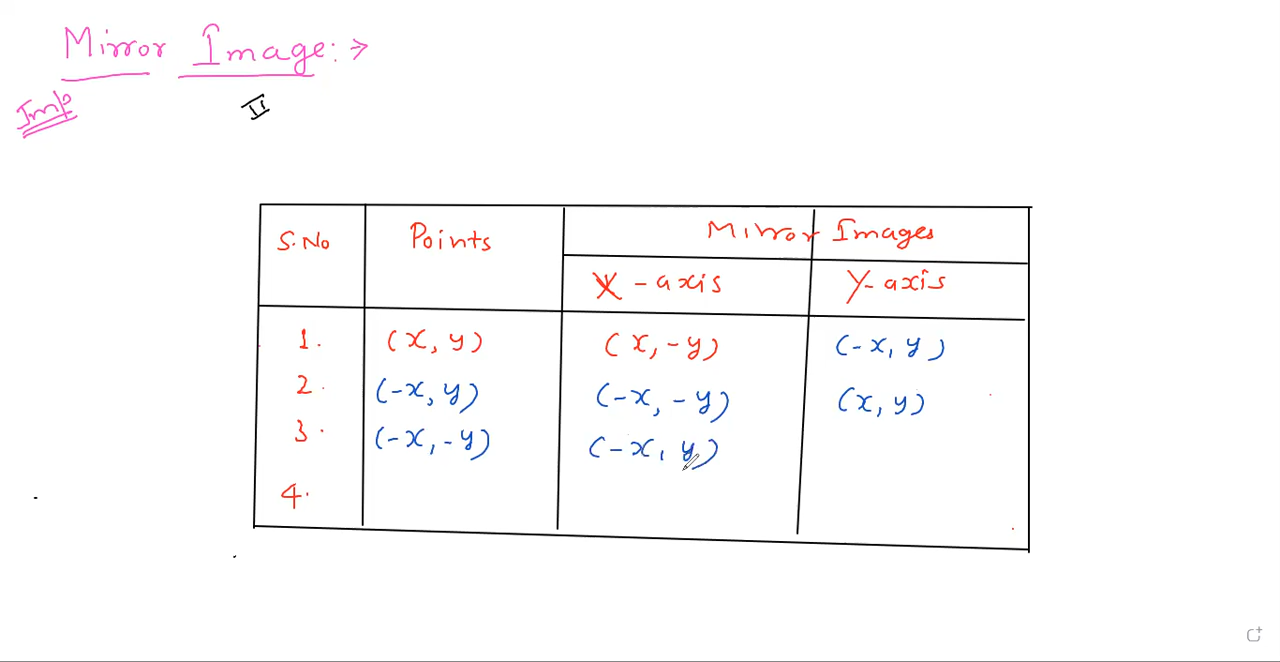 Mirror Image:→
Imp
II
S.No Points Mirror Images
X-axis Y-axis
1. (x, y) (x, -y) (-x, y)
2. (-x, y) (-x, -y) (x, y)
3. (-x, -y) (-x, y)
4.